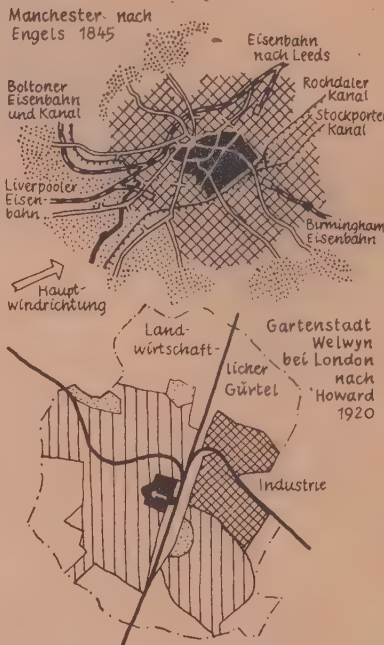 Manchester nach
Engels 1845
Eisenbahn
nach Leeds
Boltoner
Eisenbahn
und Kanal
Rochdaler
Kanal
Stockporter
Kanal
Liverpooler
Eisen-
bahn
Birmingham
Eisenbahn
Haupt-
windrichtung
Land-
wirtschaft-
licher
Gürtel
Gartenstadt
Welwyn
bei London
nach
Howard
1920
Industrie